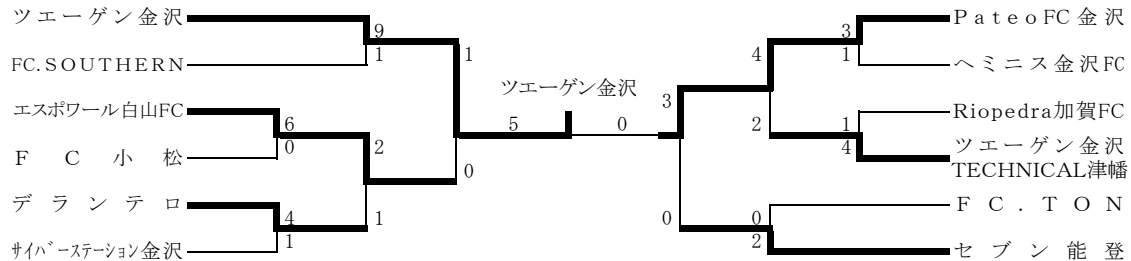 ツエーゲン金沢
9
3
PateoFC金沢
1
1
4
1
FC.SOUTHERN
ヘミニス金沢FC
ツエーゲン金沢
3
エスポワール白山FC
Riopedra加賀FC
6
5
0
2
1
0
2
4
ツエーゲン金沢
TECHNICAL津幡
FC小松
0
デランテロ
FC.TON
4
1
0
0
1
2
サイバーステーション金沢
セブン能登